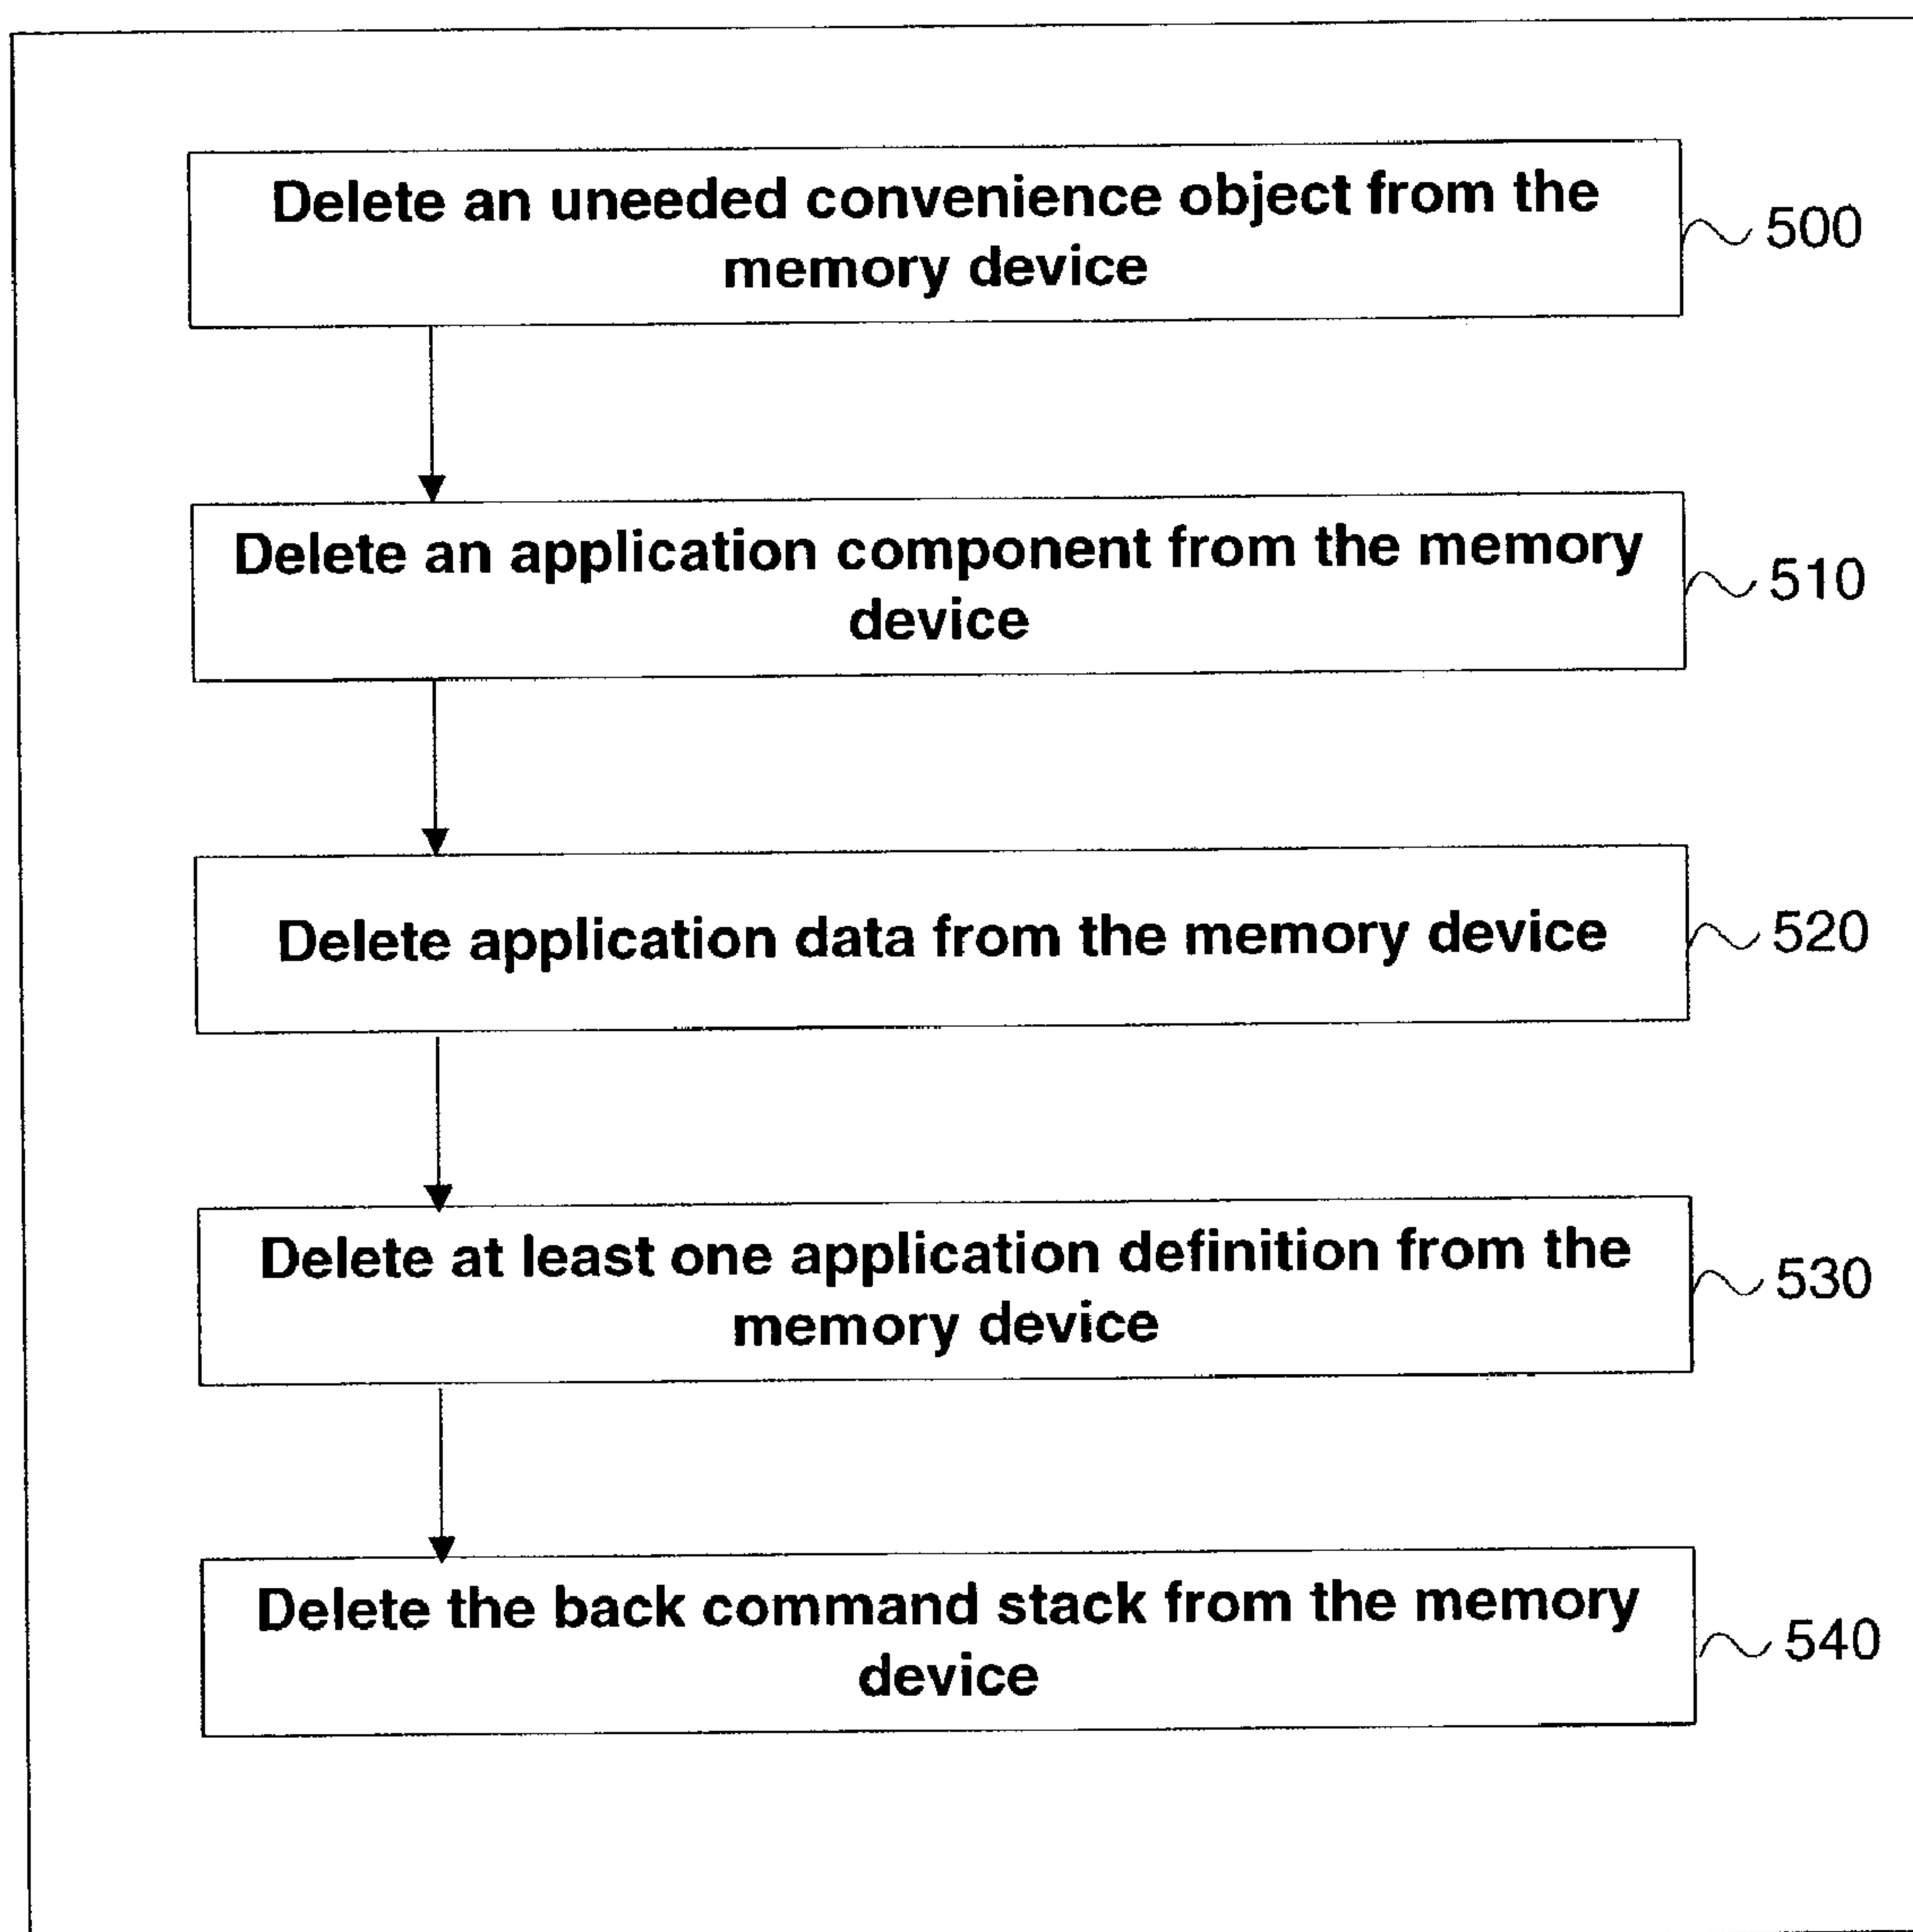 Delete an uneeded convenience object from the
memory device
500
Delete an application component from the memory
device
510
Delete application data from the memory device
520
Delete at least one application definition from the
memory device
530
Delete the back command stack from the memory
device
540